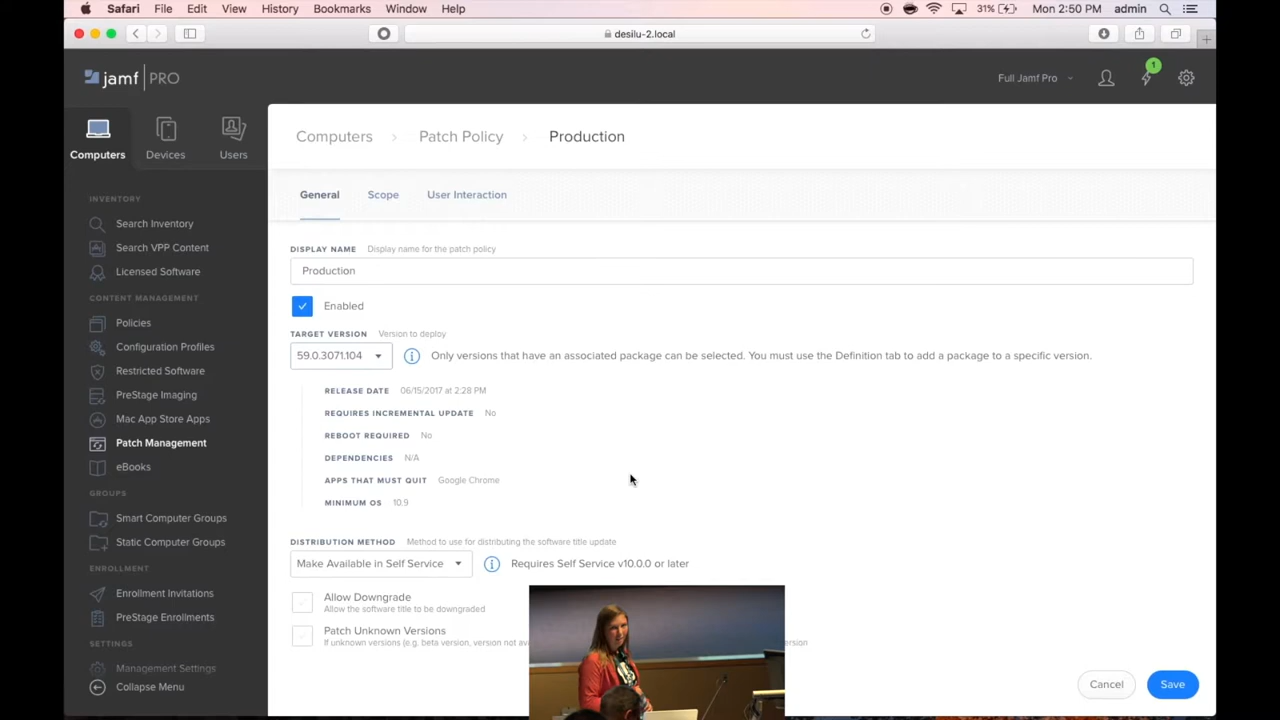 Safari File Edit View History Bookmarks Window Help 31% Mon 2:50 PM admin
desilu-2.local
jamf PRO Full Jamf Pro 1
Computers Devices Users
Computers > Patch Policy > Production
General Scope User Interaction
INVENTORY
Search Inventory
Search VPP Content
Licensed Software
CONTENT MANAGEMENT
Policies
Configuration Profiles
Restricted Software
PreStage Imaging
Mac App Store Apps
Patch Management
eBooks
GROUPS
Smart Computer Groups
Static Computer Groups
ENROLLMENT
Enrollment Invitations
PreStage Enrollments
SETTINGS
Management Settings
Collapse Menu
DISPLAY NAME Display name for the patch policy
Production
Enabled
TARGET VERSION Version to deploy
59.0.3071.104 Only versions that have an associated package can be selected. You must use the Definition tab to add a package to a specific version.
RELEASE DATE 06/15/2017 at 2:28 PM
REQUIRES INCREMENTAL UPDATE No
REBOOT REQUIRED No
DEPENDENCIES N/A
APPS THAT MUST QUIT Google Chrome
MINIMUM OS 10.9
DISTRIBUTION METHOD Method to use for distributing the software title update
Make Available in Self Service Requires Self Service v10.0.0 or later
Allow Downgrade
Allow the software title to be downgraded
Patch Unknown Versions
If unknown versions (e.g. beta version, version not version
Cancel Save